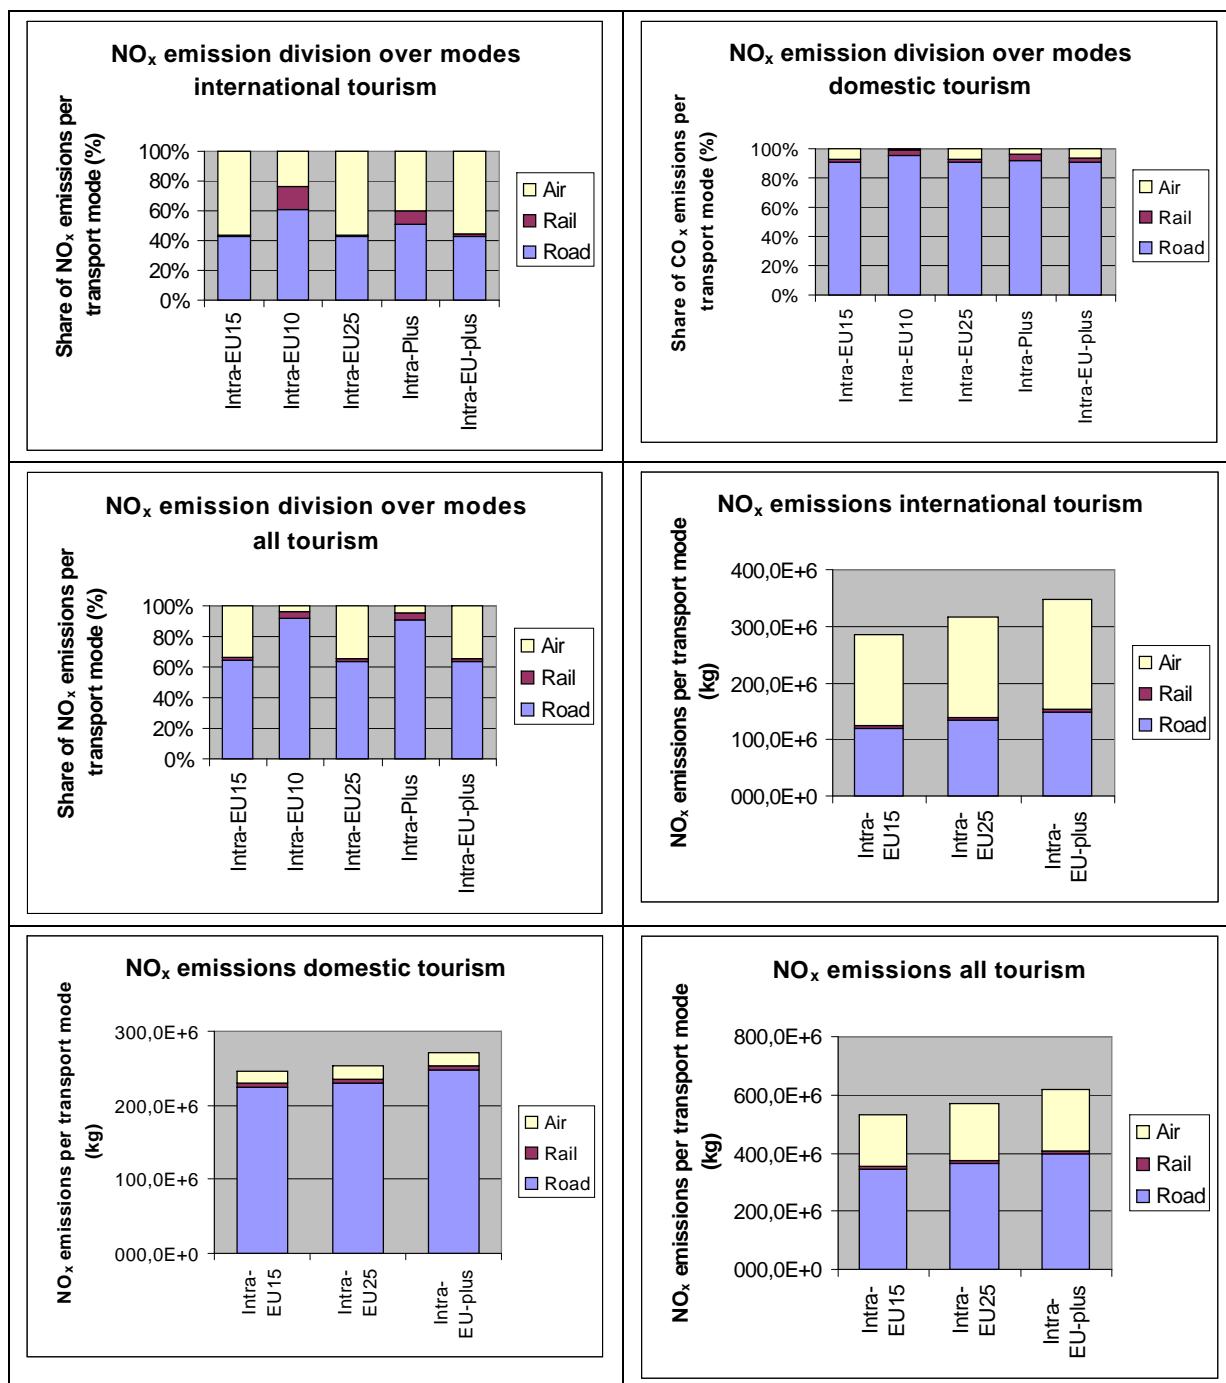 NOx emission division over modes
international tourism
Share of NOx emissions per
transport mode (%)
100%
80%
60%
40%
20%
0%
Intra-EU15
Intra-EU10
Intra-EU25
Intra-Plus
Intra-EU-plus
Air
Rail
Road
NOx emission division over modes
domestic tourism
Share of COx emissions per
transport mode (%)
100%
80%
60%
40%
20%
0%
Intra-EU15
Intra-EU10
Intra-EU25
Intra-Plus
Intra-EU-plus
Air
Rail
Road
NOx emission division over modes
all tourism
Share of NOx emissions per
transport mode (%)
100%
80%
60%
40%
20%
0%
Intra-EU15
Intra-EU10
Intra-EU25
Intra-Plus
Intra-EU-plus
Air
Rail
Road
NOx emissions international tourism
NOx emissions per transport mode
(kg)
400,0E+6
300,0E+6
200,0E+6
100,0E+6
000,0E+0
Intra-
EU15
Intra-
EU25
Intra-
EU-plus
Air
Rail
Road
NOx emissions domestic tourism
NOx emissions per transport mode
(kg)
300,0E+6
200,0E+6
100,0E+6
000,0E+0
Intra-
EU15
Intra-
EU25
Intra-
EU-plus
Air
Rail
Road
NOx emissions all tourism
NOx emissions per transport mode
(kg)
800,0E+6
600,0E+6
400,0E+6
200,0E+6
000,0E+0
Intra-
EU15
Intra-
EU25
Intra-
EU-plus
Air
Rail
Road